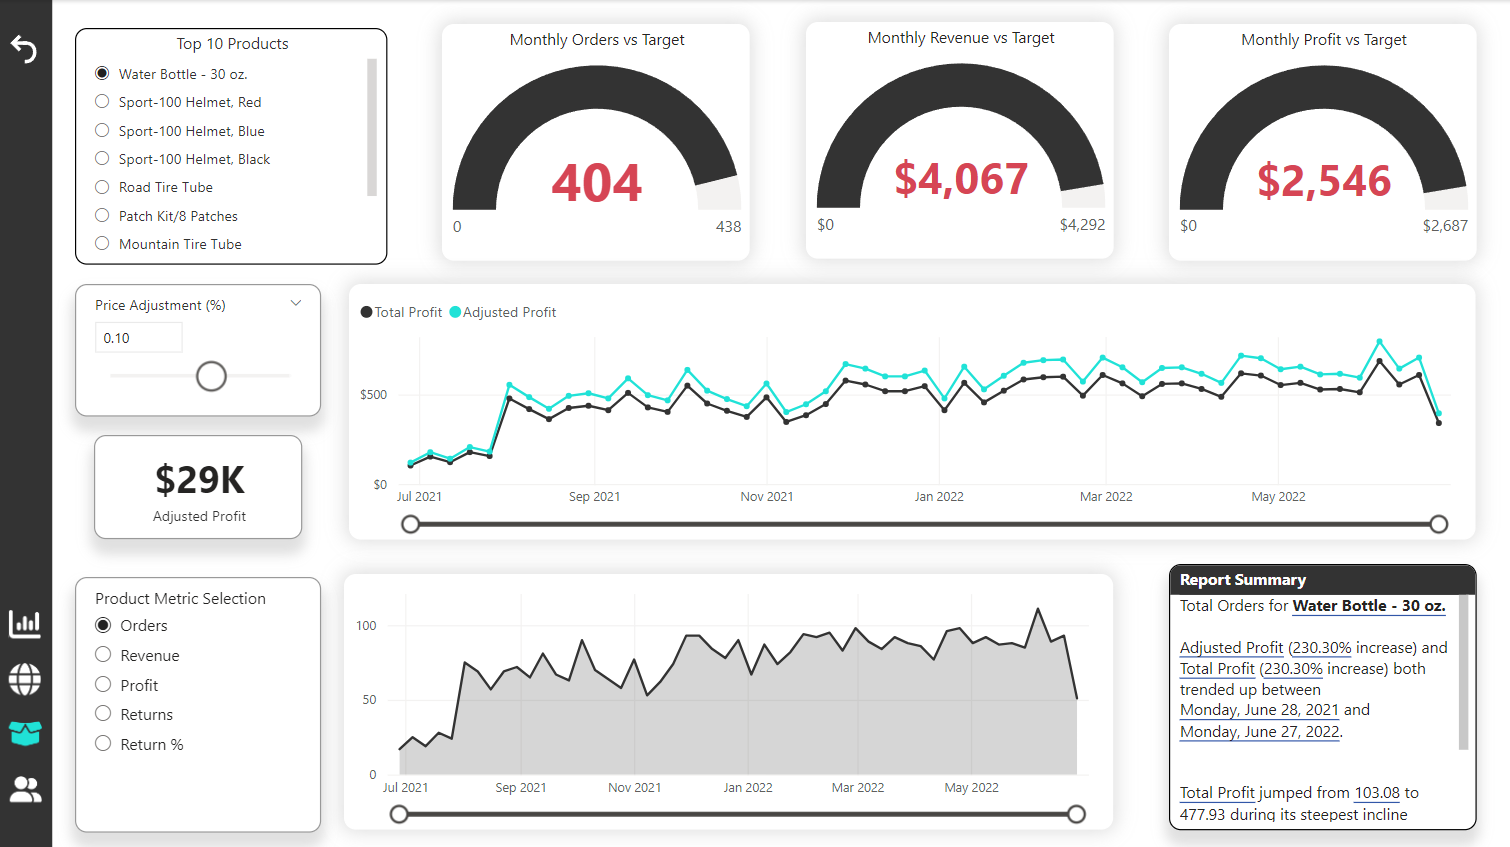 Top 10 Products
Water Bottle - 30 oz.
Sport-100 Helmet, Red
Sport-100 Helmet, Blue
Sport-100 Helmet, Black
Road Tire Tube
Patch Kit/8 Patches
Mountain Tire Tube
Monthly Orders vs Target
404
0
438
Monthly Revenue vs Target
$4,067
$0
$4,292
Monthly Profit vs Target
$2,546
$0
$2,687
Price Adjustment (%)
0.10
$29K
Adjusted Profit
Total Profit
Adjusted Profit
$500
$0
Jul 2021
Sep 2021
Nov 2021
Jan 2022
Mar 2022
May 2022
Product Metric Selection
Orders
Revenue
Profit
Returns
Return %
100
50
0
Jul 2021
Sep 2021
Nov 2021
Jan 2022
Mar 2022
May 2022
Report Summary
Total Orders for Water Bottle - 30 oz.
Adjusted Profit (230.30% increase) and
Total Profit (230.30% increase) both
trended up between
Monday, June 28, 2021 and
Monday, June 27, 2022.
Total Profit jumped from 103.08 to
477.93 during its steepest incline